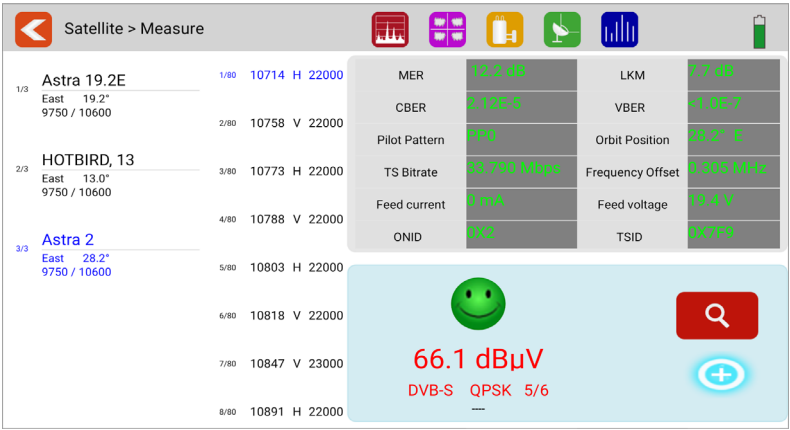 Satellite > Measure
1/3 Astra 19.2E
East 19.2°
9750 / 10600
2/3 HOTBIRD, 13
East 13.0°
9750 / 10600
3/3 Astra 2
East 28.2°
9750 / 10600
1/80 10714 H 22000
2/80 10758 V 22000
3/80 10773 H 22000
4/80 10788 V 22000
5/80 10803 H 22000
6/80 10818 V 22000
7/80 10847 V 23000
8/80 10891 H 22000
MER 12.2 dB LKM 7.7 dB
CBER 2.12E-5 VBER <1.0E-7
Pilot Pattern PP0 Orbit Position 28.2° E
TS Bitrate 33.790 Mbps Frequency Offset 0.305 MHz
Feed current 0 mA Feed voltage 19.4 V
ONID 0X2 TSID 0X7F9
66.1 dBµV
DVB-S QPSK 5/6
----